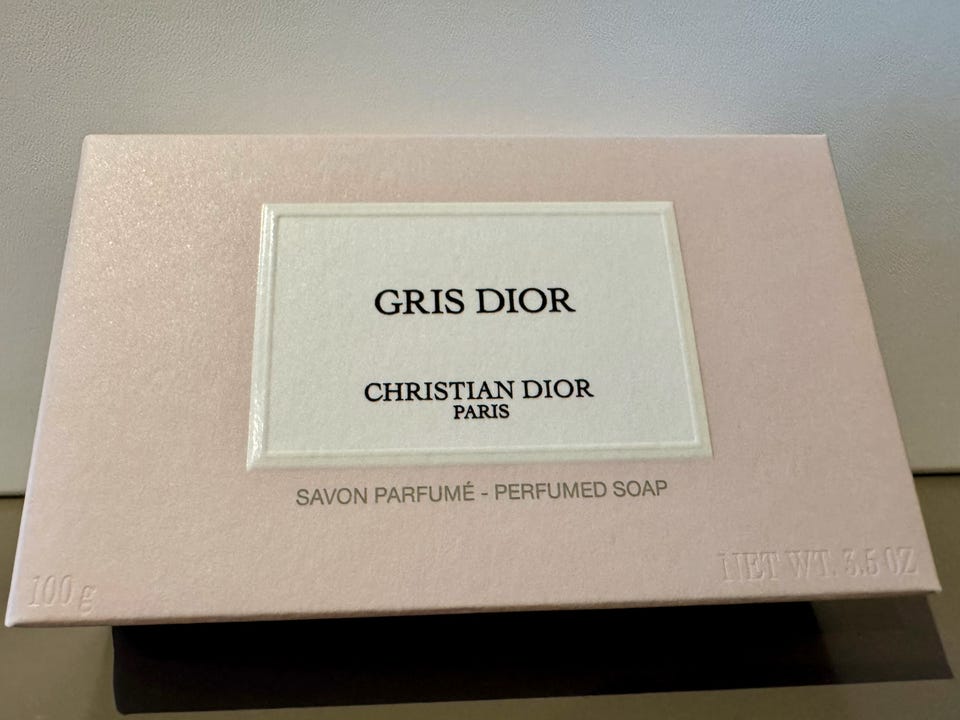 GRIS DIOR
CHRISTIAN DIOR
PARIS
SAVON PARFUMÉ - PERFUMED SOAP
100 g
NET WT. 3.5 OZ